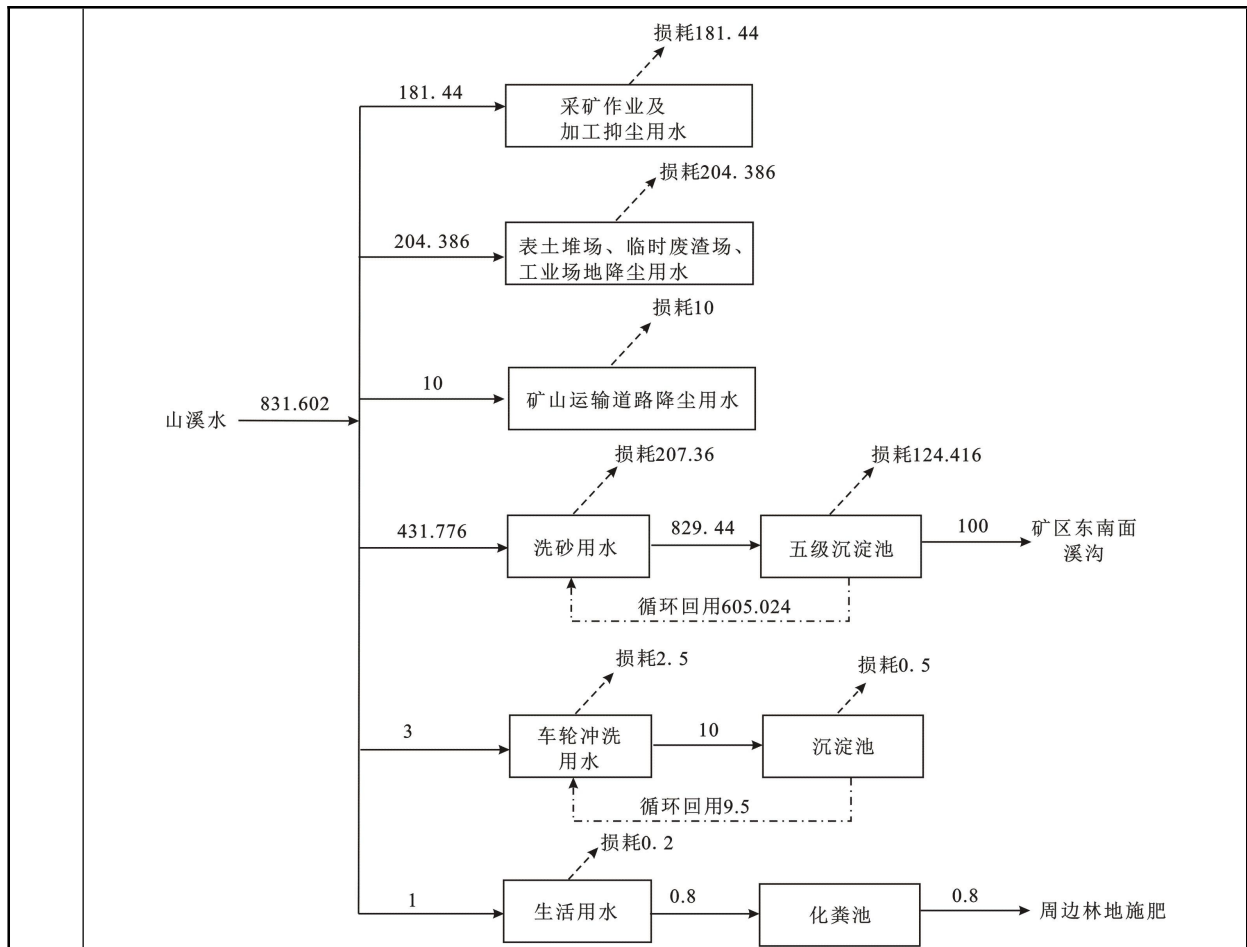 损耗181.44
181.44
采矿作业及
加工抑尘用水
损耗204.386
204.386
表土堆场、临时废渣场、
工业场地降尘用水
损耗10
10
矿山运输道路降尘用水
山溪水
831.602
损耗207.36
损耗124.416
431.776
洗砂用水
829.44
五级沉淀池
100
矿区东南面
溪沟
循环回用605.024
损耗2.5
损耗0.5
3
车轮冲洗
用水
10
沉淀池
循环回用9.5
损耗0.2
1
生活用水
0.8
化粪池
0.8
周边林地施肥